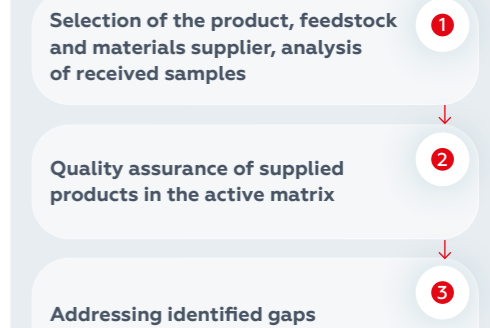 Selection of the product, feedstock
and materials supplier, analysis
of received samples
1
Quality assurance of supplied
products in the active matrix
2
Addressing identified gaps
3